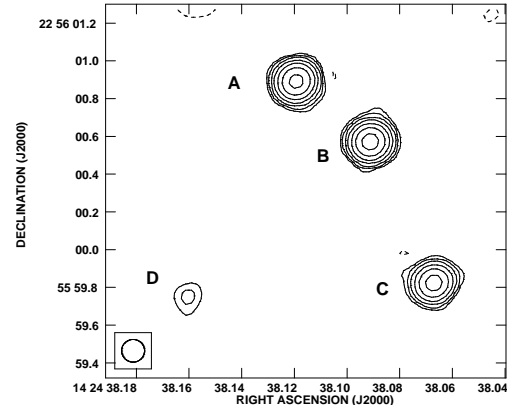 22 56 01.2
01.0
A
00.8
00.6
B
00.4
DECLINATION (J2000)
00.2
00.0
D
C
55 59.8
59.6
59.4
14 24 38.18 38.16 38.14 38.12 38.10 38.08 38.06 38.04
RIGHT ASCENSION (J2000)